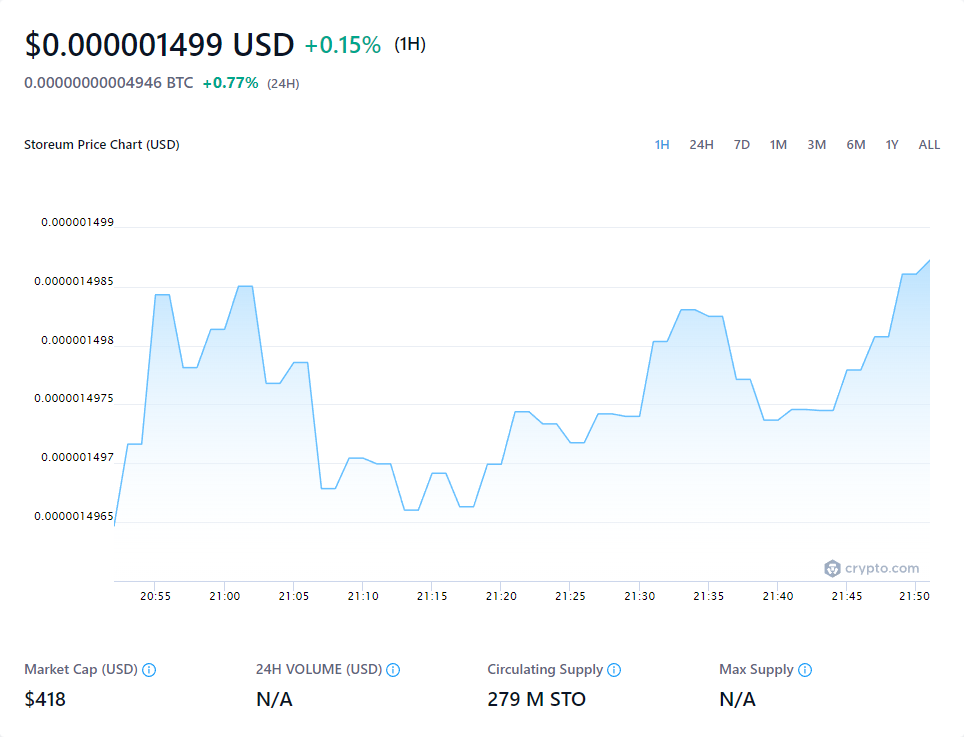 $0.000001499 USD +0.15% (1H)
0.00000000004946 BTC +0.77% (24H)
Storeum Price Chart (USD) 1H 24H 7D 1M 3M 6M 1Y ALL
0.000001499
0.0000014985
0.000001498
0.0000014975
0.000001497
0.0000014965
crypto.com
20:55 21:00 21:05 21:10 21:15 21:20 21:25 21:30 21:35 21:40 21:45 21:50
Market Cap (USD) 24H VOLUME (USD) Circulating Supply Max Supply
$418 N/A 279 M STO N/A